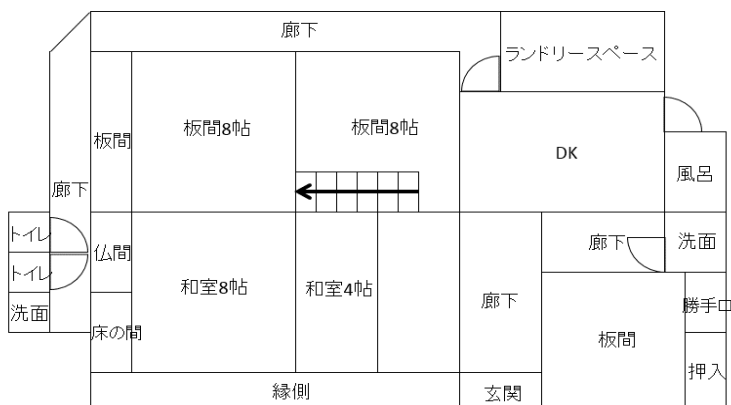 廊下
ランドリースペース
板間
板間8帖
板間8帖
DK
風呂
廊下
トイレ
仏間
廊下
洗面
トイレ
和室8帖
和室4帖
廊下
洗面
床の間
勝手口
板間
押入
縁側
玄関